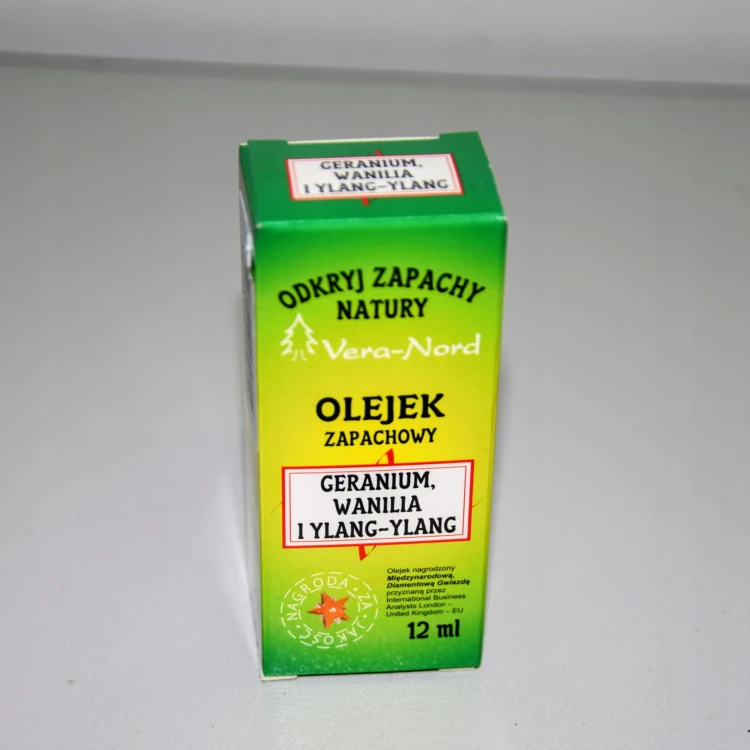 GERANIUM,
WANILIA
I YLANG-YLANG
ODKRYJ ZAPACHY
NATURY
Vera-Nord
OLEJEK
ZAPACHOWY
GERANIUM,
WANILIA
I YLANG-YLANG
NAGRODA · ZA · JAKOŚĆ ·
Olejek nagrodzony
Międzynarodową,
Diamentową Gwiazdą
przyznaną przez
International Business
Analysts London –
United Kingdom – EU
12 ml